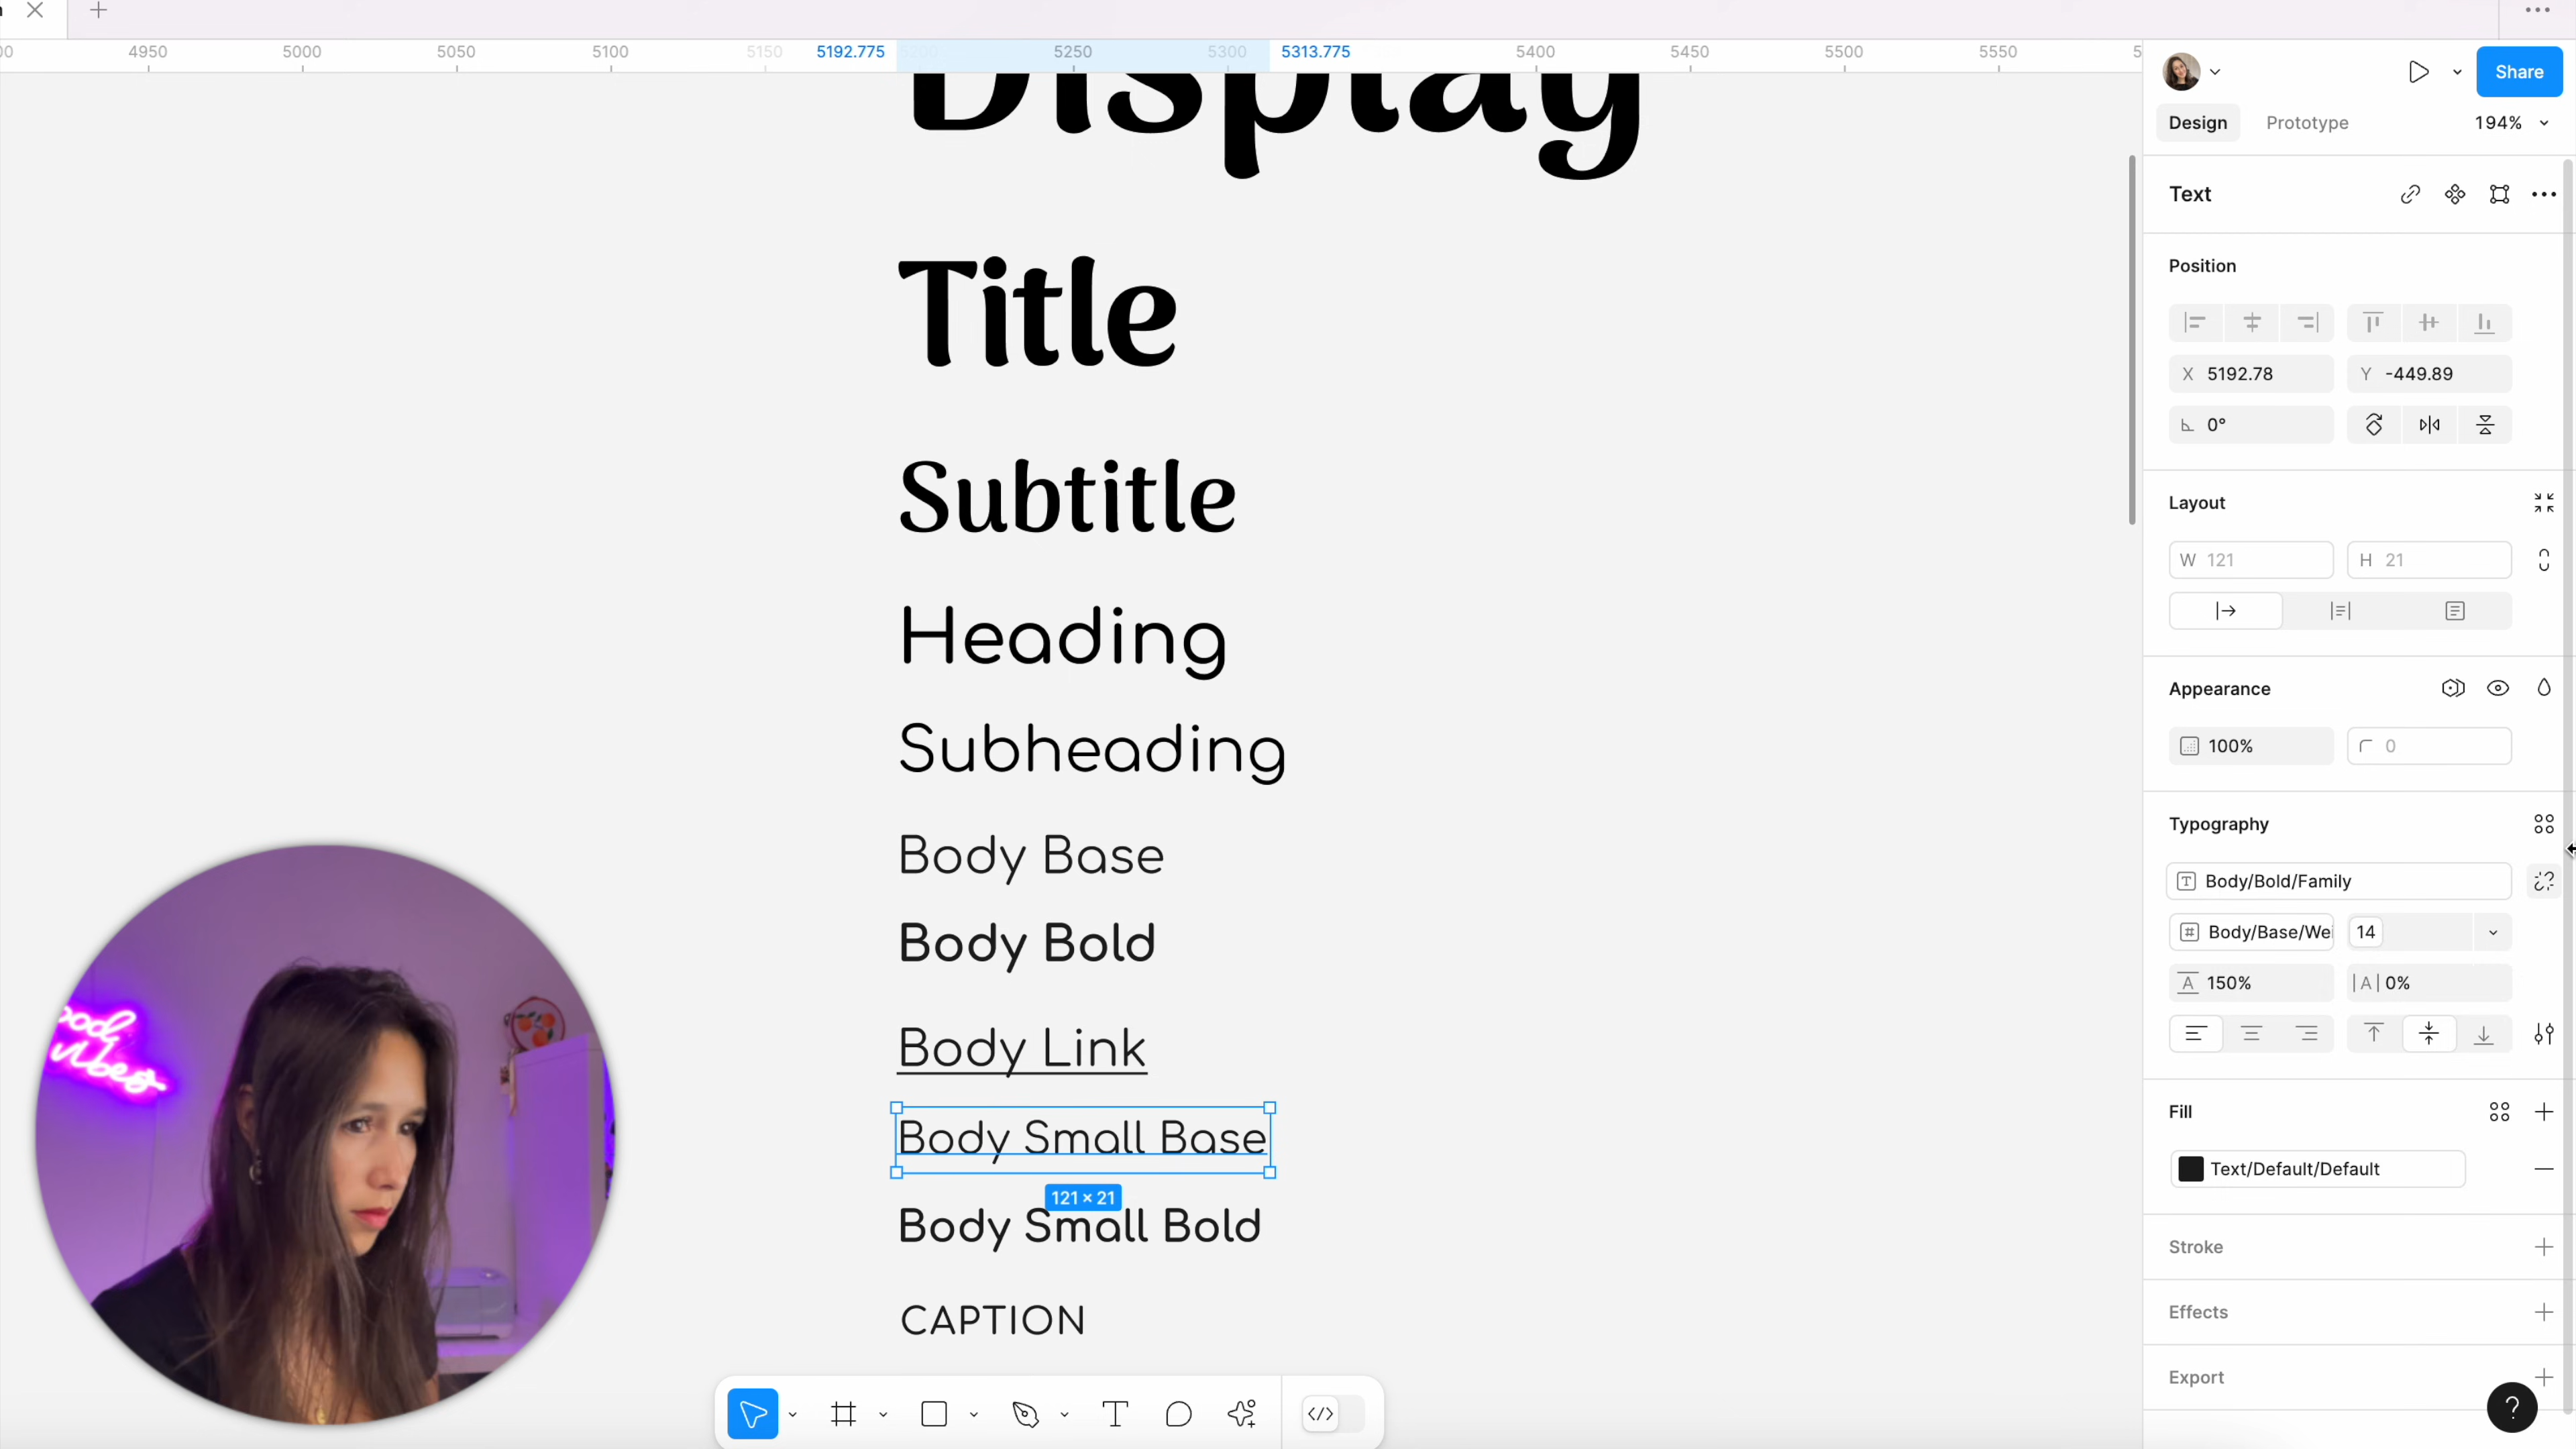 4950 5000 5050 5100 5150 5192.775 5250 5300 5313.775 5400 5450 5500 5550
Share
Design Prototype 194%
Display
Text
Title
Position
X 5192.78 Y -449.89
0°
Subtitle
Layout
W 121 H 21
Heading
Appearance
Subheading
100% 0
Typography
Body Base
Body/Bold/Family
Body Bold
Body/Base/Wei 14
150% |A| 0%
good
vibes
Body Link
Fill
Body Small Base
Text/Default/Default
121 × 21
Body Small Bold
Stroke
Effects
CAPTION
Export
?